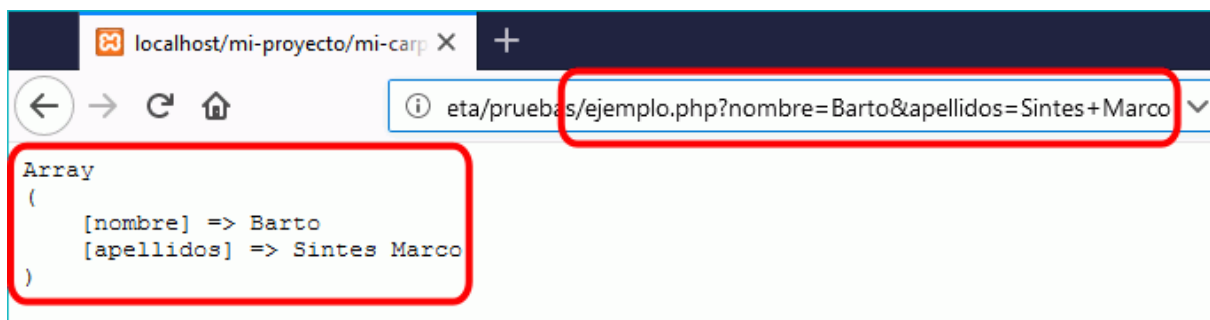 localhost/mi-proyecto/mi-carp
eta/pruebas/ejemplo.php?nombre=Barto&apellidos=Sintes+Marco
Array
(
[nombre] => Barto
[apellidos] => Sintes Marco
)